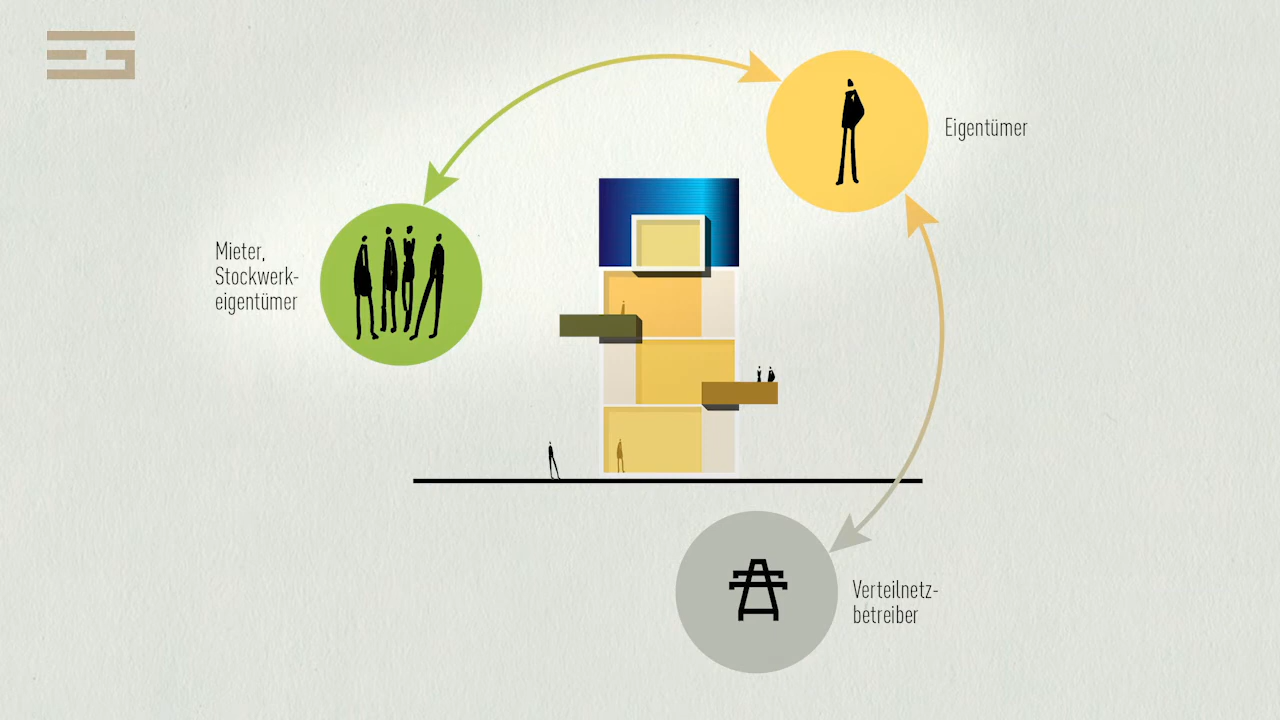 Eigentümer
Mieter,
Stockwerk-
eigentümer
Verteilnetz-
betreiber